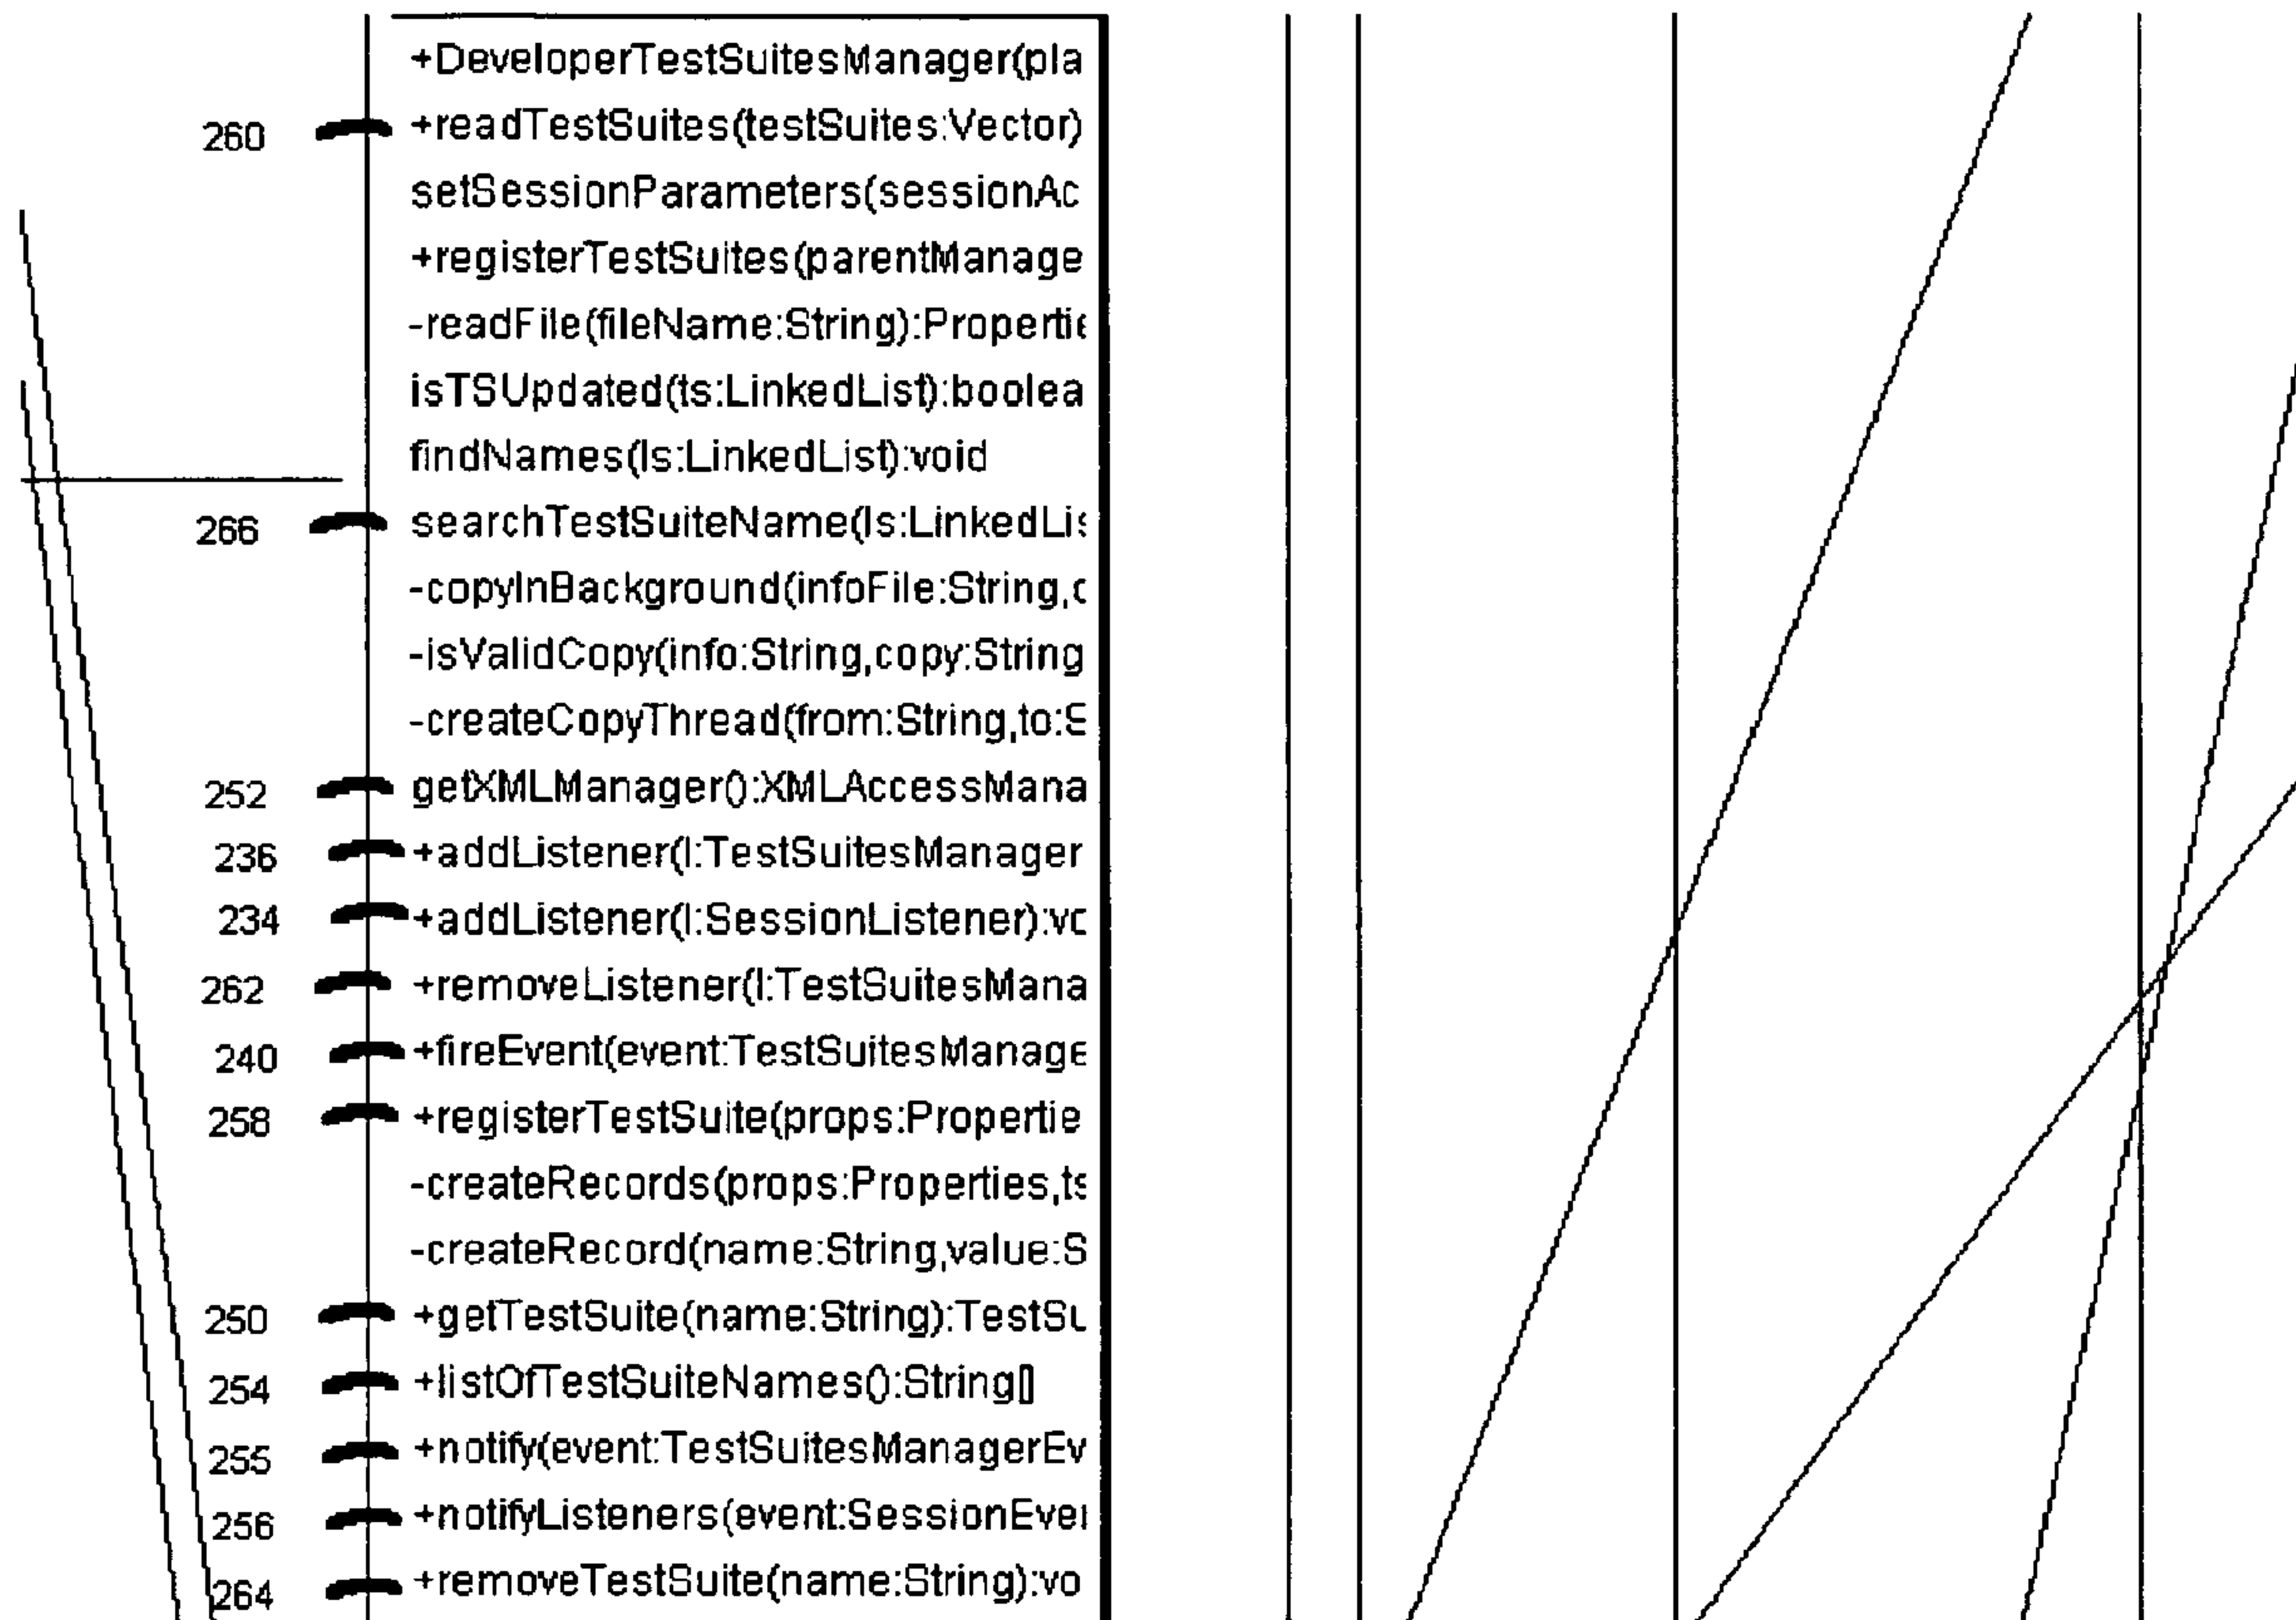 +DeveloperTestSuitesManager(pla
260 +readTestSuites(testSuites:Vector)
setSessionParameters(sessionAc
+registerTestSuites(parentManage
-readFile(fileName:String):Propertie
isTSUpdated(ts:LinkedList):boolea
findNames(ls:LinkedList):void
266 searchTestSuiteName(ls:LinkedLis
-copyInBackground(infoFile:String,c
-isValidCopy(info:String,copy:String
-createCopyThread(from:String,to:S
252 getXMLManager():XMLAccessMana
236 +addListener(l:TestSuitesManager
234 +addListener(l:SessionListener):vo
262 +removeListener(l:TestSuitesMana
240 +fireEvent(event:TestSuitesManage
258 +registerTestSuite(props:Propertie
-createRecords(props:Properties,ts
-createRecord(name:String,value:S
250 +getTestSuite(name:String):TestSu
254 +listOfTestSuiteNames():String[]
255 +notify(event:TestSuitesManagerEv
256 +notifyListeners(event:SessionEve
264 +removeTestSuite(name:String):vo